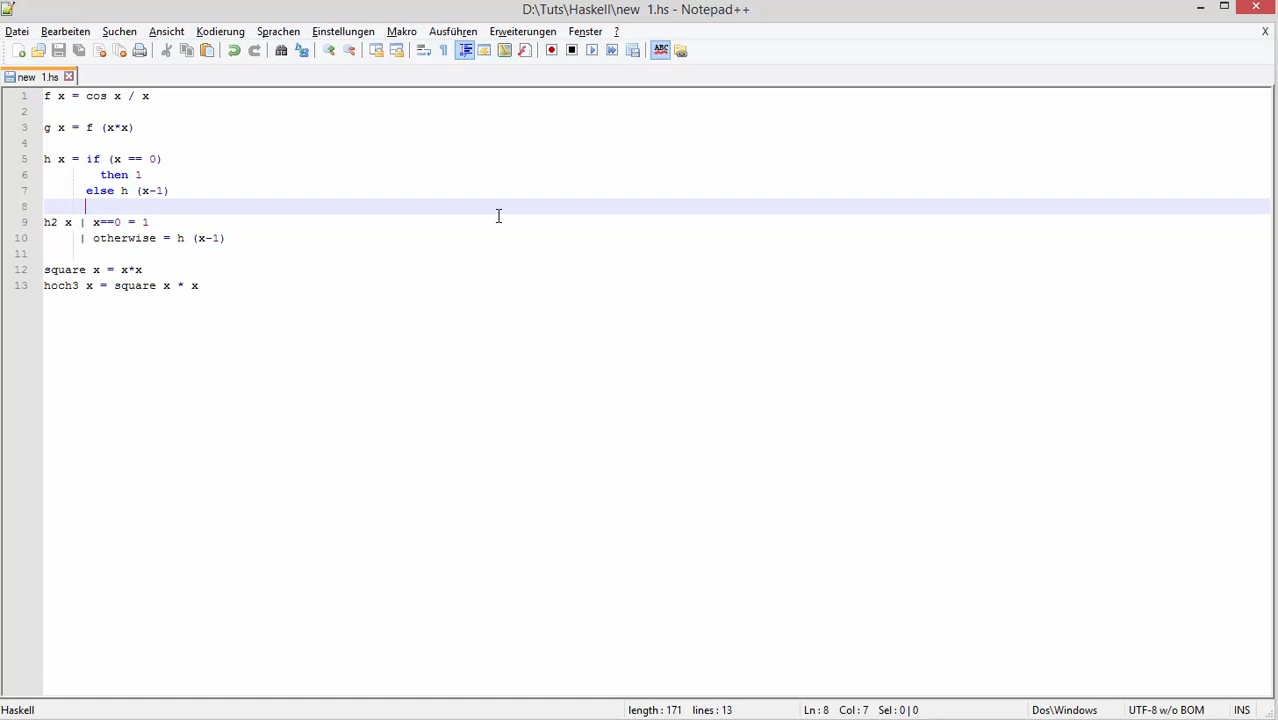 D:\Tuts\Haskell\new  1.hs - Notepad++
Datei Bearbeiten Suchen Ansicht Kodierung Sprachen Einstellungen Makro Ausführen Erweiterungen Fenster ? X
ABC
new  1.hs
1 f x = cos x / x
2
3 g x = f (x*x)
4
5 h x = if (x == 0)
6         then 1
7       else h (x-1)
8
9 h2 x | x==0 = 1
10      | otherwise = h (x-1)
11
12 square x = x*x
13 hoch3 x = square x * x
Haskell length : 171 lines : 13 Ln : 8 Col : 7 Sel : 0 | 0 Dos\Windows UTF-8 w/o BOM INS